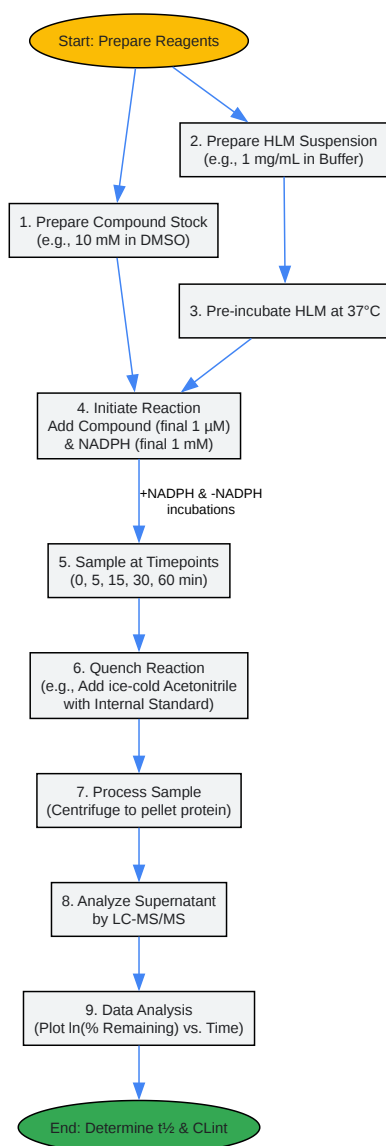 Start: Prepare Reagents
2. Prepare HLM Suspension
(e.g., 1 mg/mL in Buffer)
1. Prepare Compound Stock
(e.g., 10 mM in DMSO)
3. Pre-incubate HLM at 37°C
4. Initiate Reaction
Add Compound (final 1 µM)
& NADPH (final 1 mM)
+NADPH & -NADPH
incubations
5. Sample at Timepoints
(0, 5, 15, 30, 60 min)
6. Quench Reaction
(e.g., Add ice-cold Acetonitrile
with Internal Standard)
7. Process Sample
(Centrifuge to pellet protein)
8. Analyze Supernatant
by LC-MS/MS
9. Data Analysis
(Plot ln(% Remaining) vs. Time)
End: Determine t½ & CLint